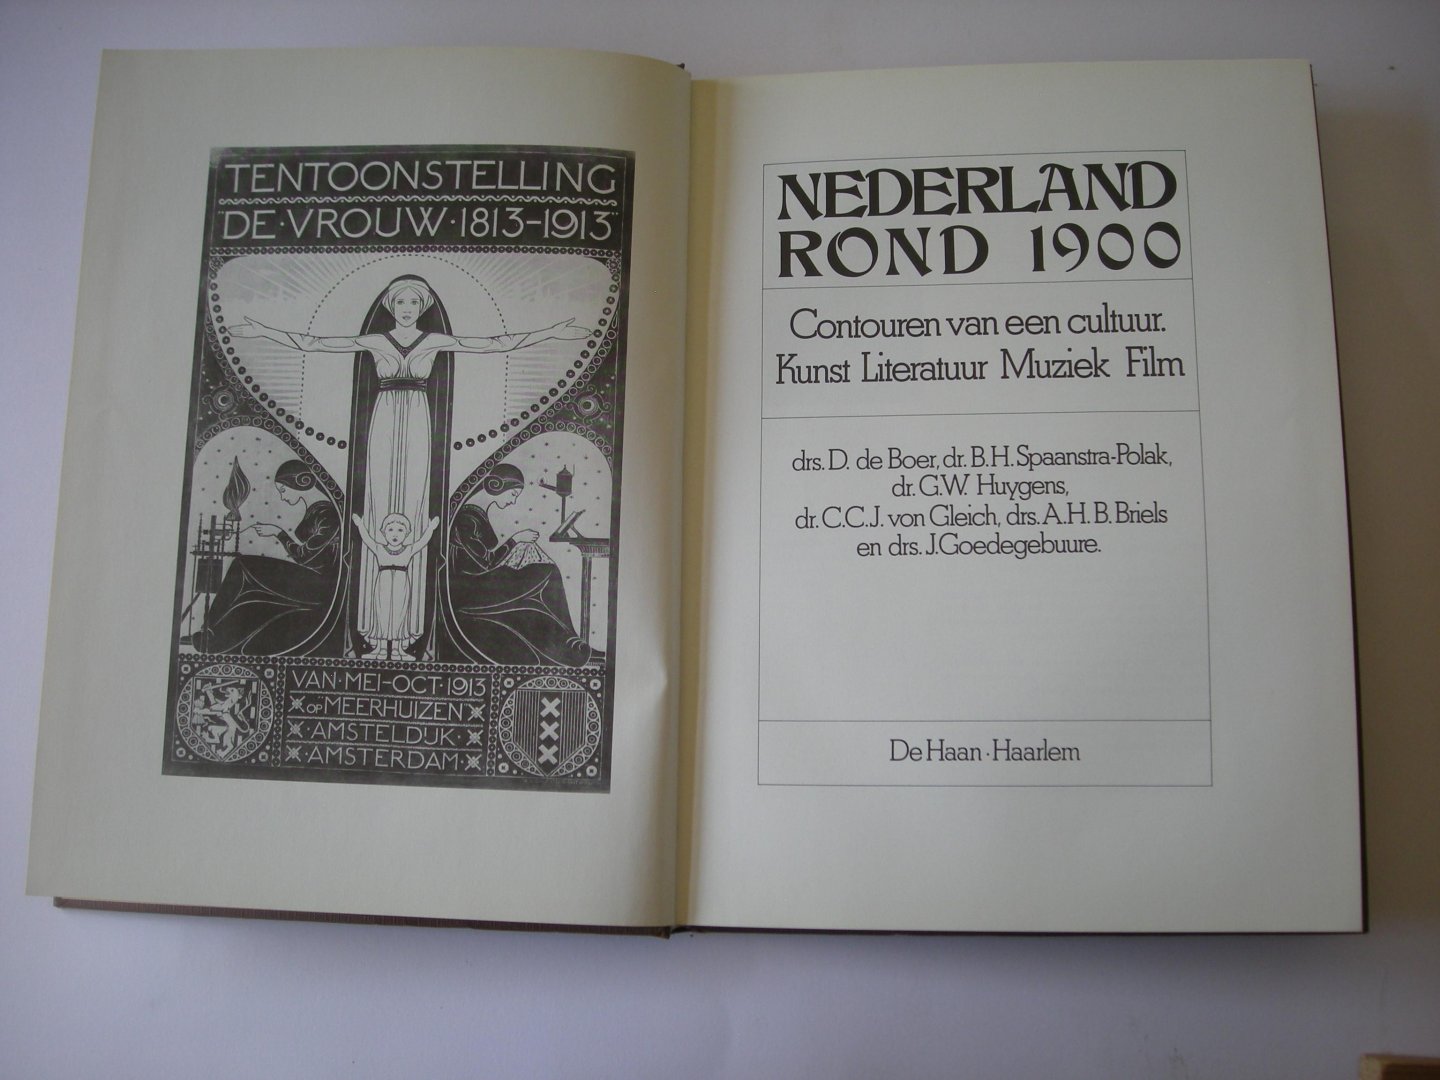 TENTOONSTELLING
"DE·VROUW·1813–1913"
VAN·MEI-OCT·1913
OP "MEERHUIZEN"
·AMSTELDIJK·
·AMSTERDAM·
NEDERLAND
ROND 1900
Contouren van een cultuur.
Kunst Literatuur Muziek Film
drs. D. de Boer, dr. B.H. Spaanstra-Polak,
dr. G.W. Huygens,
dr. C.C.J. von Gleich, drs. A.H.B. Briels
en drs. J. Goedegebuure.
De Haan · Haarlem